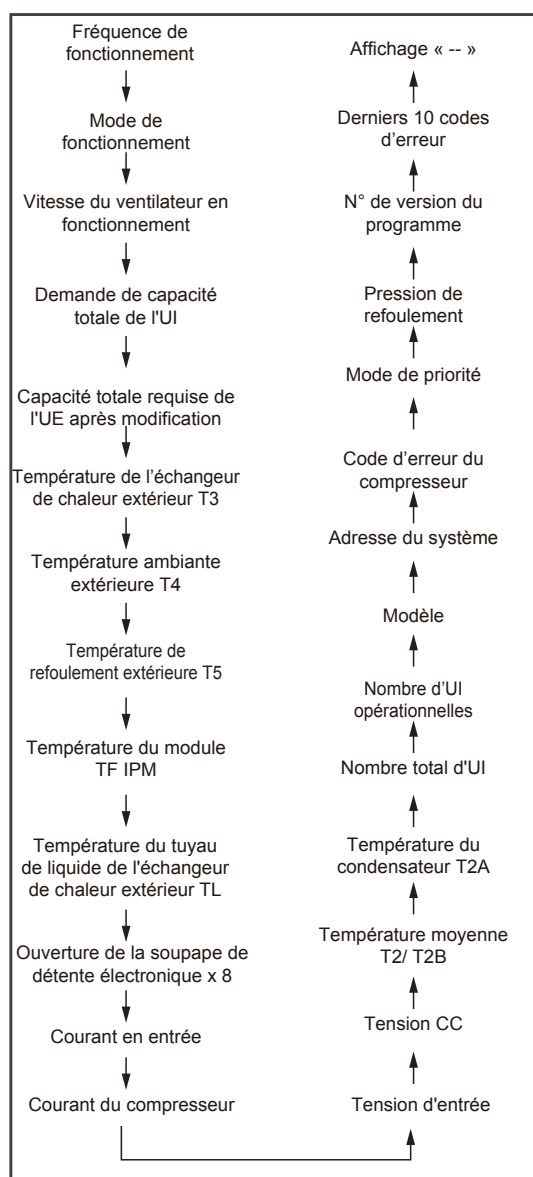 Fréquence de
fonctionnement
Mode de
fonctionnement
Vitesse du ventilateur en
fonctionnement
Demande de capacité
totale de l'UI
Capacité totale requise de
l'UE après modification
Température de l’échangeur
de chaleur extérieur T3
Température ambiante
extérieure T4
Température de
refoulement extérieure T5
Température du module
TF IPM
Température du tuyau
de liquide de l'échangeur
de chaleur extérieur TL
Ouverture de la soupape de
détente électronique x 8
Courant en entrée
Courant du compresseur
Tension d'entrée
Tension CC
Température moyenne
T2/ T2B
Température du
condensateur T2A
Nombre total d'UI
Nombre d’UI
opérationnelles
Modèle
Adresse du système
Code d’erreur du
compresseur
Mode de priorité
Pression de
refoulement
N° de version du
programme
Derniers 10 codes
d’erreur
Affichage « -- »